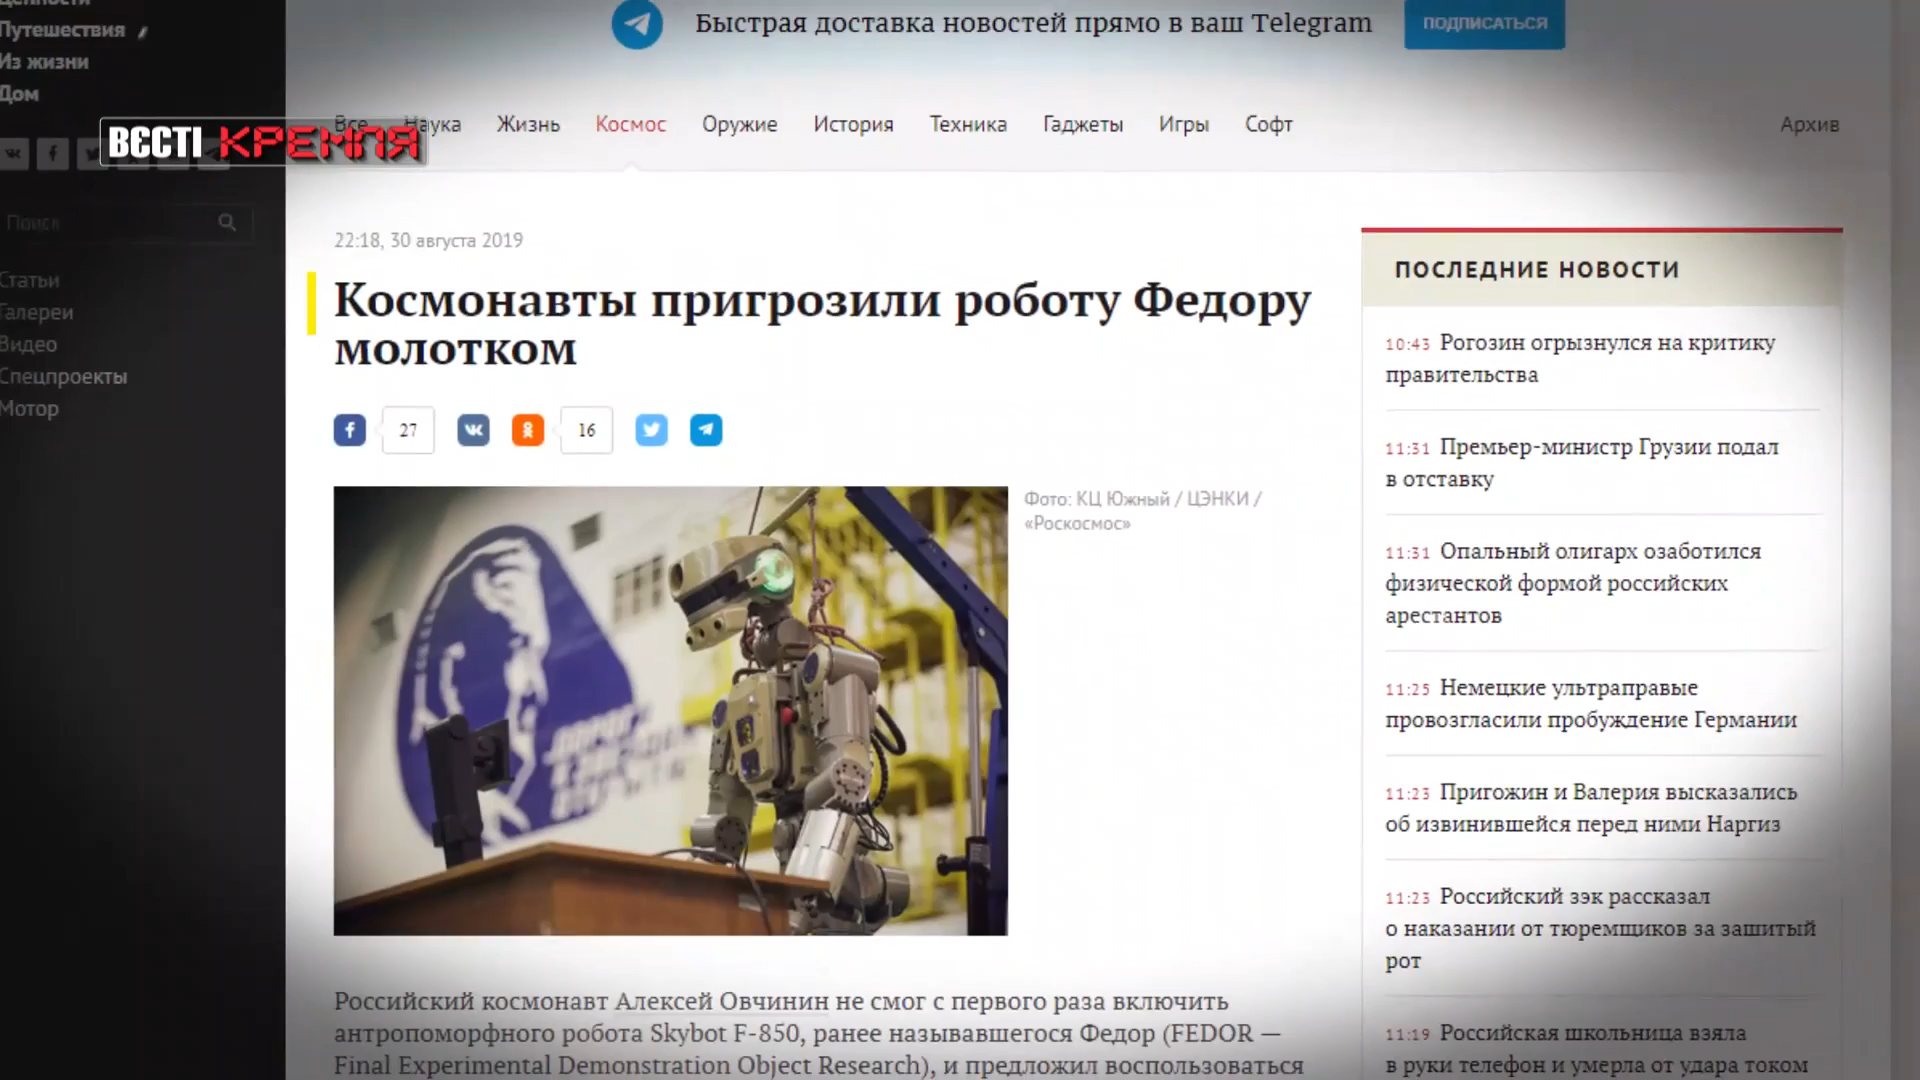 Ценности
Путешествия
Из жизни
Дом
Поиск
Статьи
Галереи
Видео
Спецпроекты
Мотор
ВЄСТІ КРЕМЛЯ
Быстрая доставка новостей прямо в ваш Telegram
ПОДПИСАТЬСЯ
Все Наука Жизнь Космос Оружие История Техника Гаджеты Игры Софт Архив
22:18, 30 августа 2019
Космонавты пригрозили роботу Федору
молотком
27
16
Фото: КЦ Южный / ЦЭНКИ /
«Роскосмос»
Российский космонавт Алексей Овчинин не смог с первого раза включить
антропоморфного робота Skybot F-850, ранее называвшегося Федор (FEDOR —
Final Experimental Demonstration Object Research), и предложил воспользоваться
ПОСЛЕДНИЕ НОВОСТИ
10:43 Рогозин огрызнулся на критику
правительства
11:31 Премьер-министр Грузии подал
в отставку
11:31 Опальный олигарх озаботился
физической формой российских
арестантов
11:25 Немецкие ультраправые
провозгласили пробуждение Германии
11:23 Пригожин и Валерия высказались
об извинившейся перед ними Наргиз
11:23 Российский зэк рассказал
о наказании от тюремщиков за зашитый
рот
11:19 Российская школьница взяла
в руки телефон и умерла от удара током